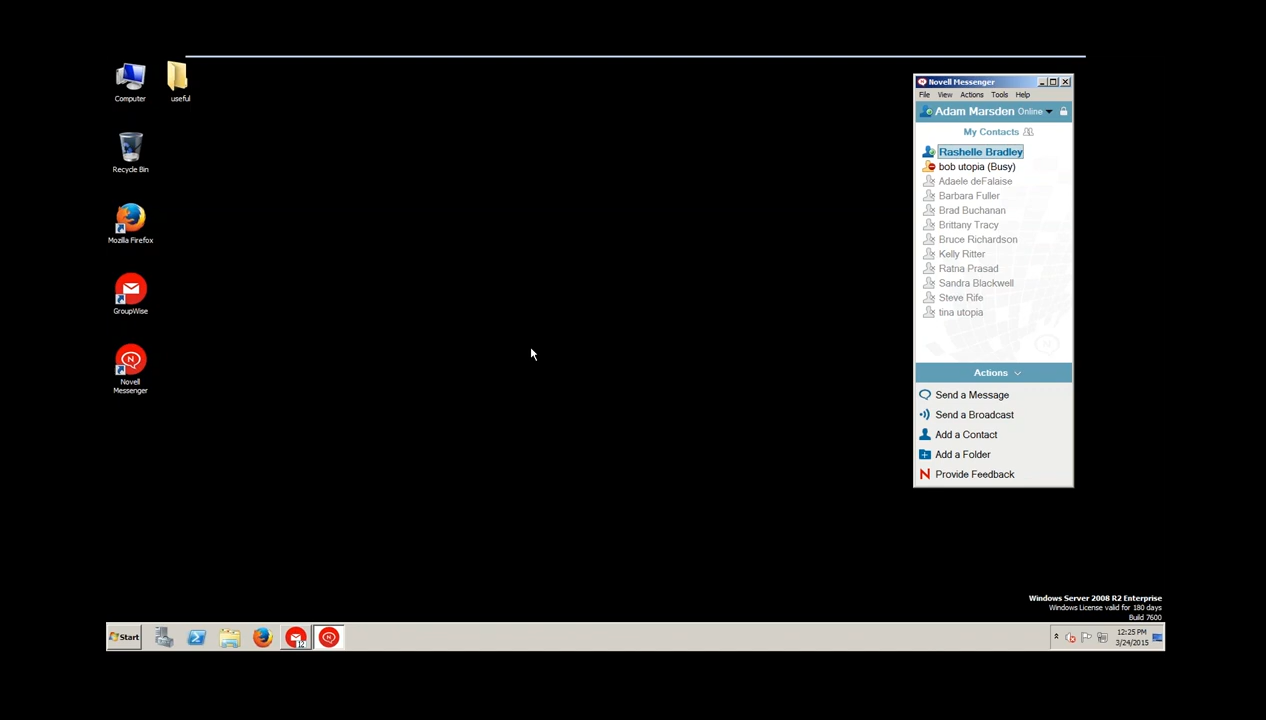 Computer
useful
Recycle Bin
Mozilla Firefox
GroupWise
Novell
Messenger
Novell Messenger
File View Actions Tools Help
Adam Marsden Online
My Contacts
Rashelle Bradley
bob utopia (Busy)
Adaele deFalaise
Barbara Fuller
Brad Buchanan
Brittany Tracy
Bruce Richardson
Kelly Ritter
Ratna Prasad
Sandra Blackwell
Steve Rife
tina utopia
Actions
Send a Message
Send a Broadcast
Add a Contact
Add a Folder
N Provide Feedback
Windows Server 2008 R2 Enterprise
Windows License valid for 180 days
Build 7600
Start
12
12:25 PM
3/24/2015